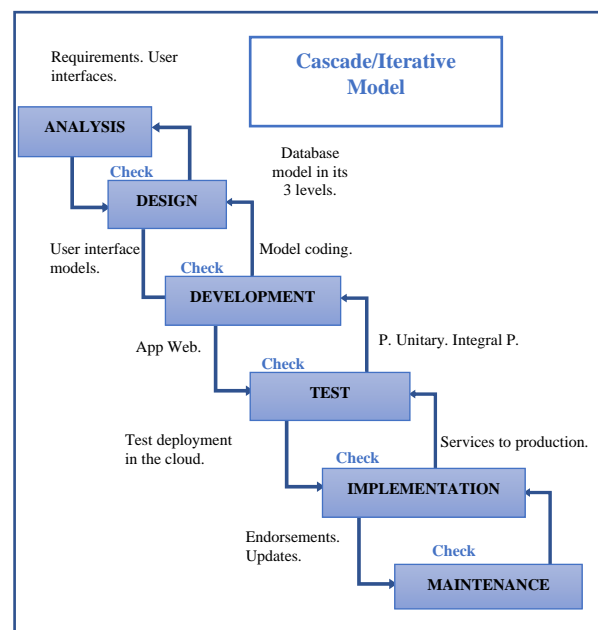 Requirements. User
interfaces.
Cascade/Iterative
Model
ANALYSIS
Database
model in its
3 levels.
Check
DESIGN
User interface
models.
Model coding.
Check
DEVELOPMENT
App Web.
P. Unitary. Integral P.
Check
TEST
Test deployment
in the cloud.
Services to production.
Check
IMPLEMENTATION
Endorsements.
Updates.
Check
MAINTENANCE